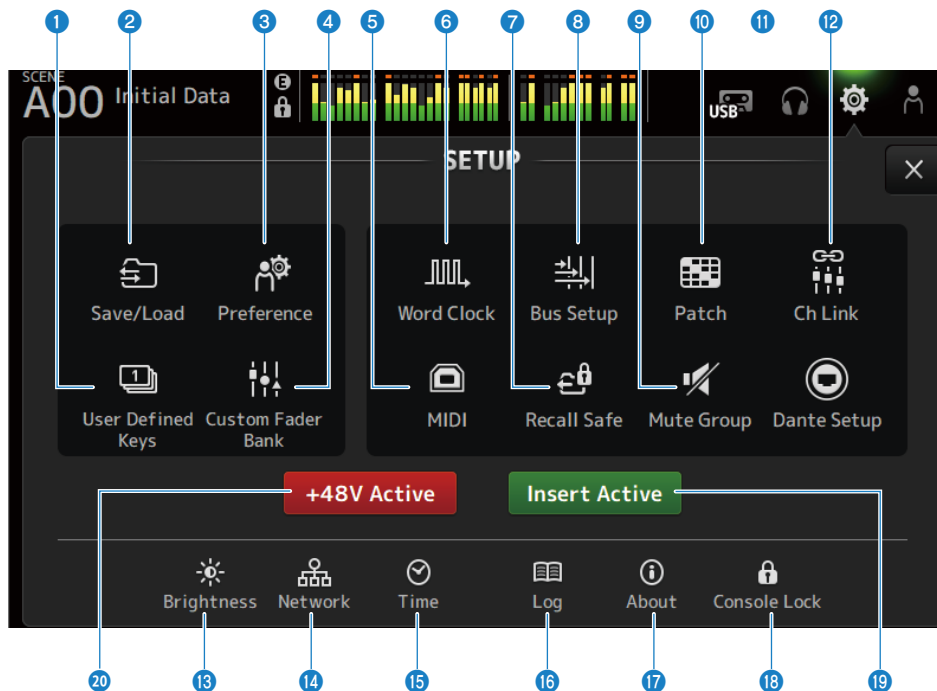 1 2 3 4 5 6 7 8 9 10 11 12
SCENE
A00 Initial Data
E
USB
SETUP
Save/Load Preference Word Clock Bus Setup Patch Ch Link
1
User Defined Keys
Custom Fader Bank
MIDI Recall Safe Mute Group Dante Setup
+48V Active Insert Active
Brightness Network Time Log About Console Lock
20 13 14 15 16 17 18 19